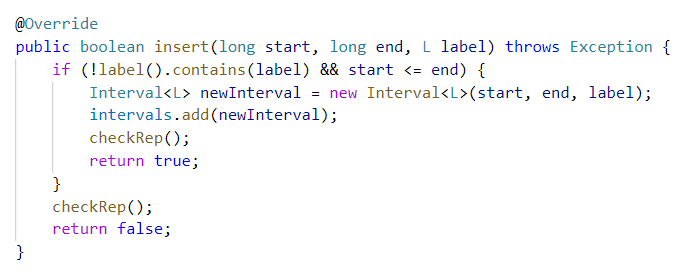 @Override
public boolean insert(long start, long end, L label) throws Exception {
    if (!label().contains(label) && start <= end) {
        Interval<L> newInterval = new Interval<L>(start, end, label);
        intervals.add(newInterval);
        checkRep();
        return true;
    }
    checkRep();
    return false;
}